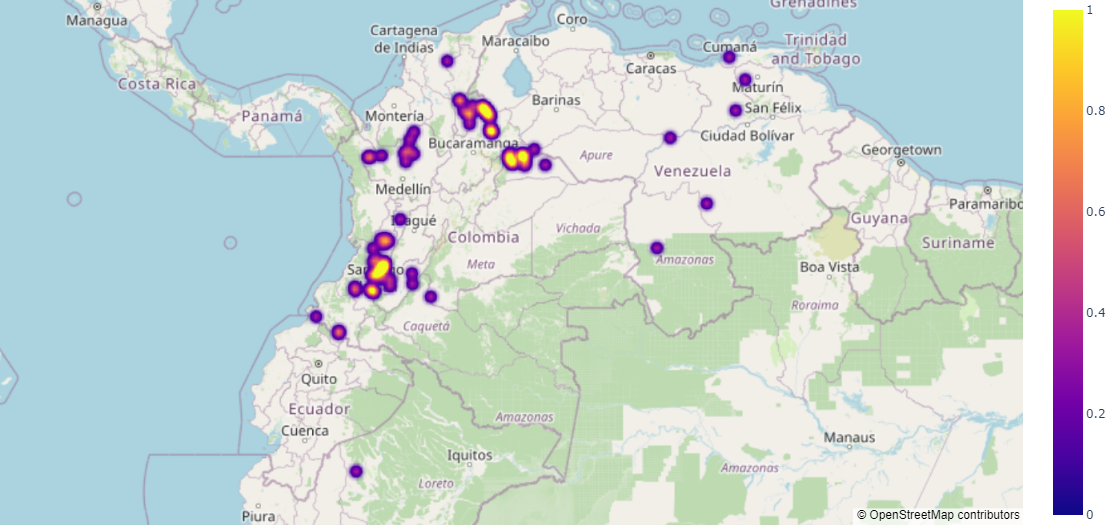 Managua
Coro
Grenadines
Cartagena
de Indias
Maracaibo
Cumaná
Trinidad
and Tobago
Caracas
Costa Rica
Maturín
Barinas
San Félix
Panamá
Montería
Ciudad Bolívar
Bucaramanga
Georgetown
Apure
Venezuela
Medellín
Paramaribo
Guyana
Vichada
Colombia
Suriname
Meta
Amazonas
Boa Vista
Roraima
Caquetá
Quito
Ecuador
Amazonas
Cuenca
Manaus
Iquitos
Amazonas
Loreto
Piura
© OpenStreetMap contributors
1
0.8
0.6
0.4
0.2
0